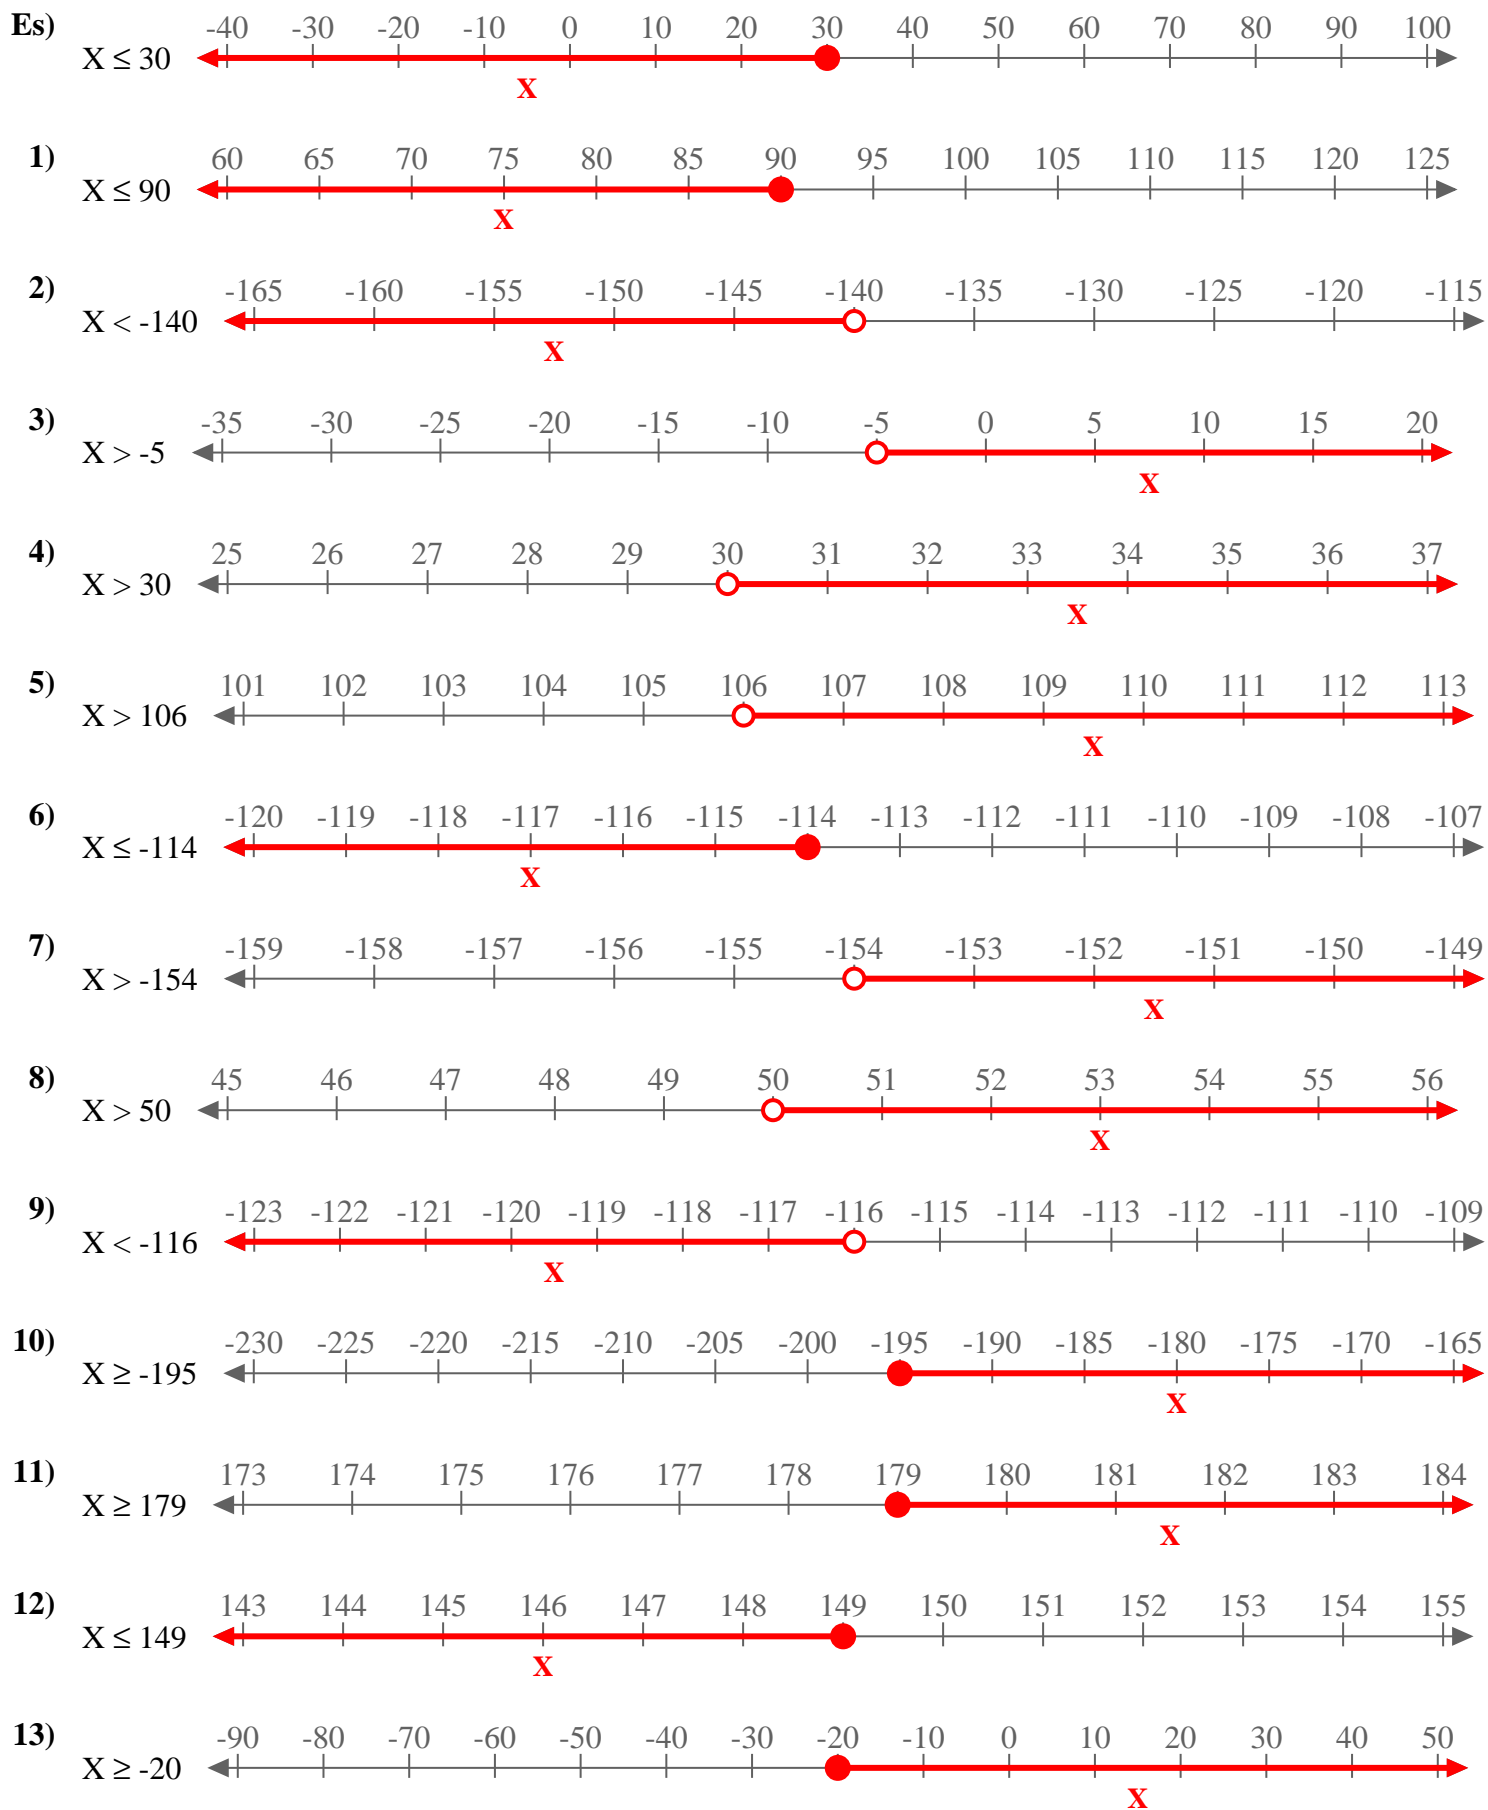 Es) -40 -30 -20 -10 0 10 20 30 40 50 60 70 80 90 100
X ≤ 30
X
1) 60 65 70 75 80 85 90 95 100 105 110 115 120 125
X ≤ 90
X
2) -165 -160 -155 -150 -145 -140 -135 -130 -125 -120 -115
X < -140
X
3) -35 -30 -25 -20 -15 -10 -5 0 5 10 15 20
X > -5
X
4) 25 26 27 28 29 30 31 32 33 34 35 36 37
X > 30
X
5) 101 102 103 104 105 106 107 108 109 110 111 112 113
X > 106
X
6) -120 -119 -118 -117 -116 -115 -114 -113 -112 -111 -110 -109 -108 -107
X ≤ -114
X
7) -159 -158 -157 -156 -155 -154 -153 -152 -151 -150 -149
X > -154
X
8) 45 46 47 48 49 50 51 52 53 54 55 56
X > 50
X
9) -123 -122 -121 -120 -119 -118 -117 -116 -115 -114 -113 -112 -111 -110 -109
X < -116
X
10) -230 -225 -220 -215 -210 -205 -200 -195 -190 -185 -180 -175 -170 -165
X ≥ -195
X
11) 173 174 175 176 177 178 179 180 181 182 183 184
X ≥ 179
X
12) 143 144 145 146 147 148 149 150 151 152 153 154 155
X ≤ 149
X
13) -90 -80 -70 -60 -50 -40 -30 -20 -10 0 10 20 30 40 50
X ≥ -20
X